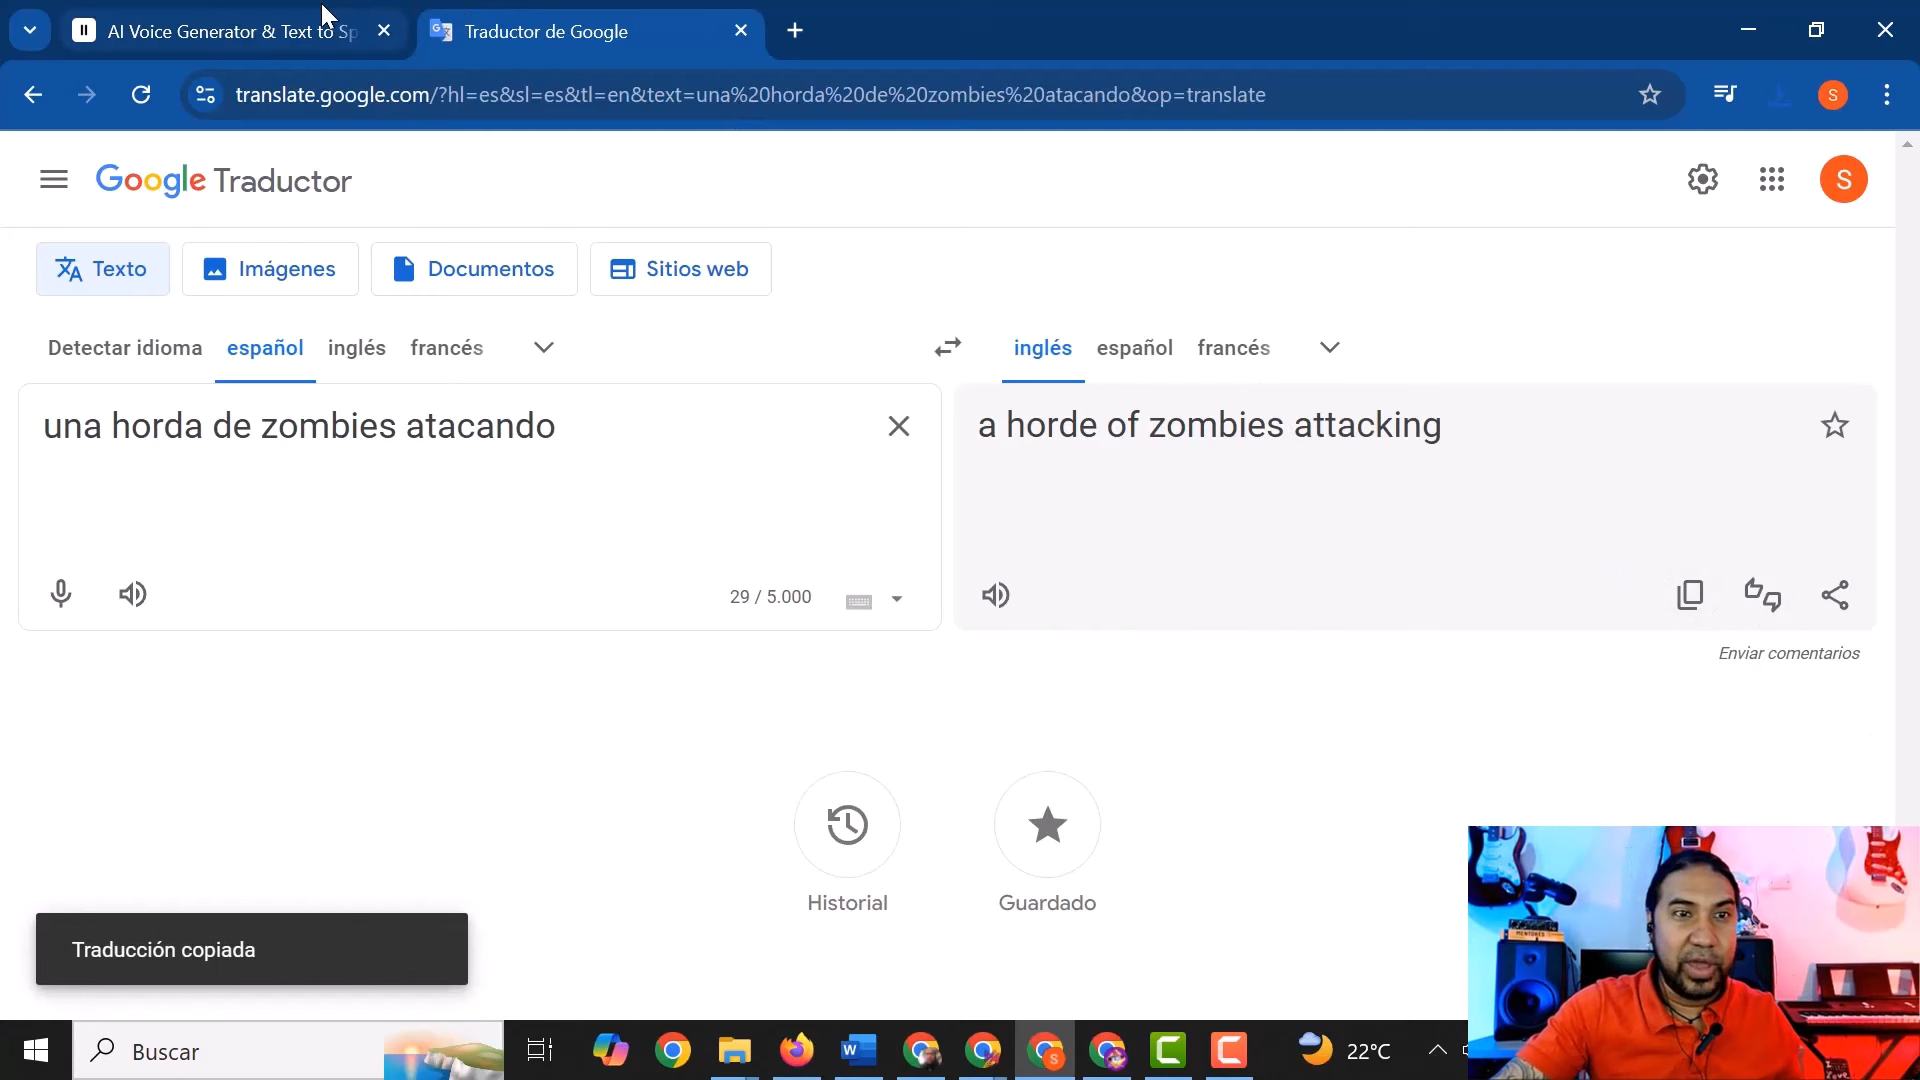 AI Voice Generator & Text to Sp
Traductor de Google
translate.google.com/?hl=es&sl=es&tl=en&text=una%20horda%20de%20zombies%20atacando&op=translate
S
Google Traductor
S
Texto
Imágenes
Documentos
Sitios web
Detectar idioma español inglés francés
inglés español francés
una horda de zombies atacando
a horde of zombies attacking
29 / 5.000
Enviar comentarios
Historial
Guardado
Traducción copiada
Buscar
22°C